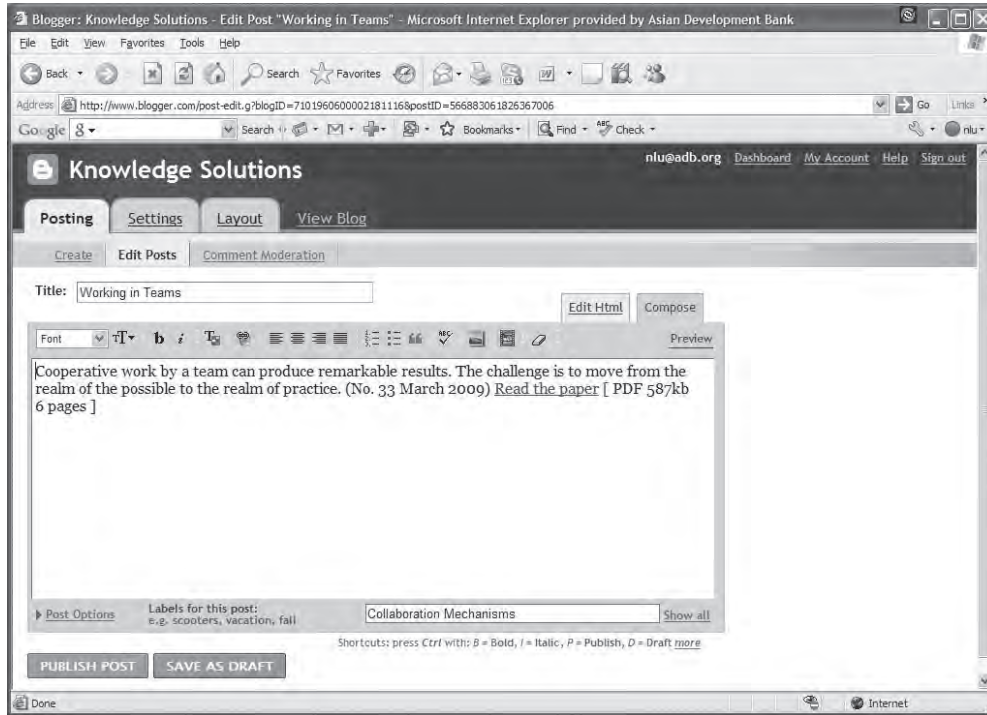 Blogger: Knowledge Solutions - Edit Post "Working in Teams" - Microsoft Internet Explorer provided by Asian Development Bank
File Edit View Favorites Tools Help
Back Search Favorites
Address http://www.blogger.com/post-edit.g?blogID=7101960600002181116&postID=566883061826367006 Go Links
Google Search Bookmarks Find Check nlu
Knowledge Solutions nlu@adb.org Dashboard My Account Help Sign out
Posting Settings Layout View Blog
Create Edit Posts Comment Moderation
Title: Working in Teams
Edit Html Compose
Font Preview
Cooperative work by a team can produce remarkable results. The challenge is to move from the
realm of the possible to the realm of practice. (No. 33 March 2009) Read the paper [ PDF 587kb
6 pages ]
Post Options Labels for this post: Collaboration Mechanisms Show all
e.g. scooters, vacation, fall
Shortcuts: press Ctrl with: B = Bold, I = Italic, P = Publish, D = Draft more
PUBLISH POST SAVE AS DRAFT
Done Internet